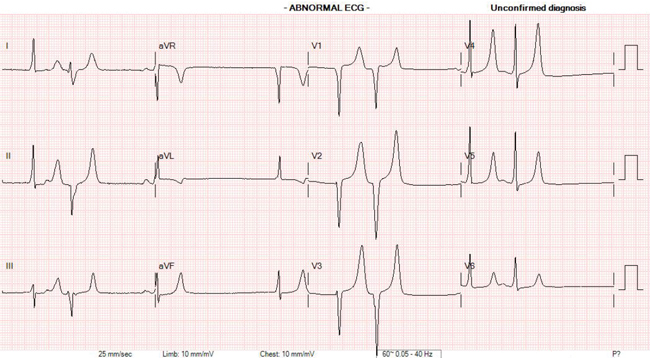 - ABNORMAL ECG - Unconfirmed diagnosis
I aVR V1 V4
II aVL V2 V5
III aVF V3 V6
25 mm/sec Limb: 10 mm/mV Chest: 10 mm/mV 60~ 0.05 - 40 Hz P?